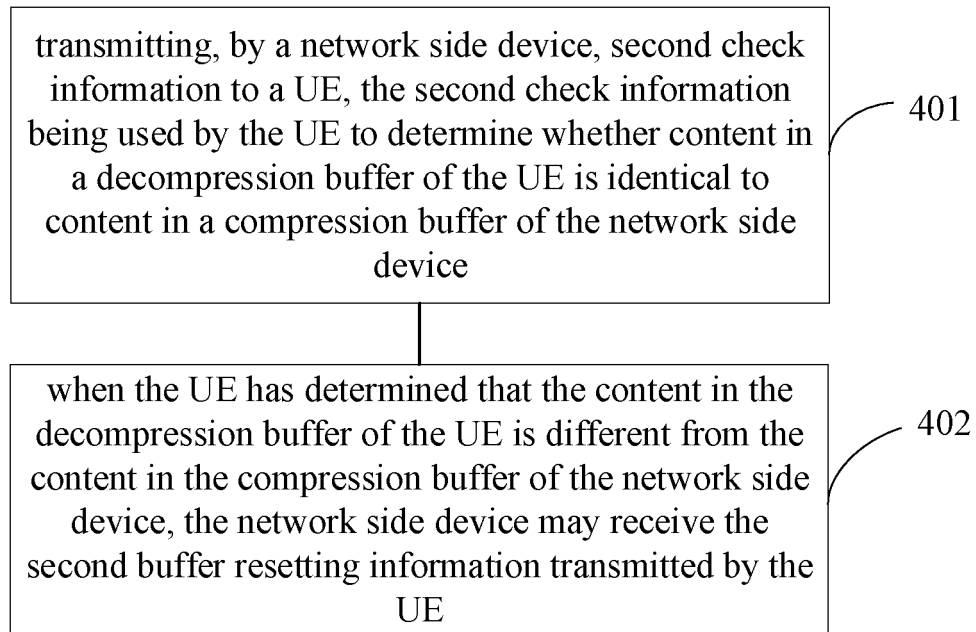 transmitting, by a network side device, second check
information to a UE, the second check information
being used by the UE to determine whether content in
a decompression buffer of the UE is identical to
content in a compression buffer of the network side
device
401
when the UE has determined that the content in the
decompression buffer of the UE is different from the
content in the compression buffer of the network side
device, the network side device may receive the
second buffer resetting information transmitted by the
UE
402